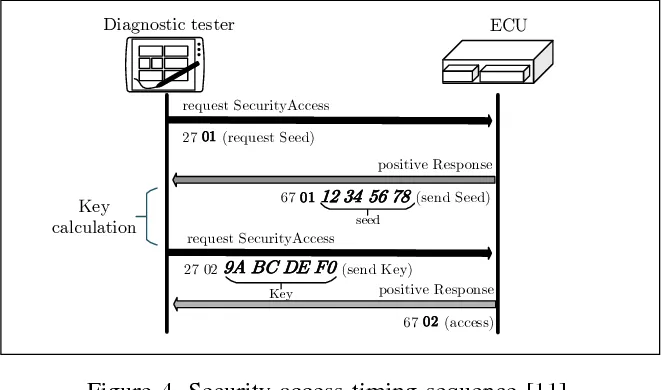 Diagnostic tester
ECU
request SecurityAccess
27 01 (request Seed)
positive Response
67 01 12 34 56 78 (send Seed)
seed
Key
calculation
request SecurityAccess
27 02 9A BC DE F0 (send Key)
Key
positive Response
67 02 (access)
Figure 4. Security access timing sequence [11]